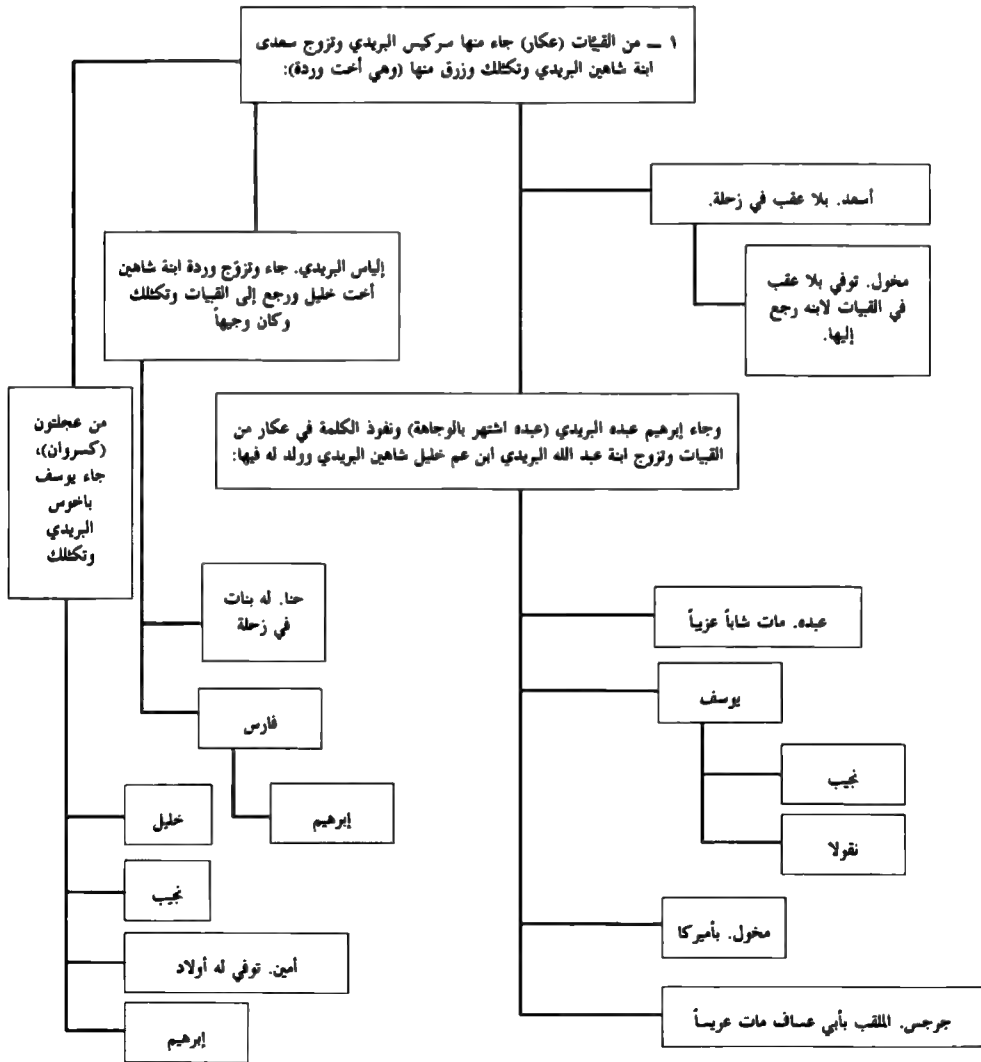 ١ – من القبيّات (عكار) جاء منها سركيس البريدي وتزوج سعدى
ابنة شاهين البريدي وتكثلك وزرق منها (وهي أخت وردة):
أسعد. بلا عقب في زحلة.
مخول. توفي بلا عقب
في القبيات لابنه رجع
إليها.
إلياس البريدي. جاء وتزوّج وردة ابنة شاهين
أخت خليل ورجع إلى القبيات وتكثلك
وكان وجيهاً
من عجلتون
(كسروان)،
جاء يوسف
باخوس
البريدي
وتكثلك
وجاء إبرهيم عبده البريدي (عبده اشتهر بالوجاهة) ونفوذ الكلمة في عكار من
القبيات وتزوج ابنة عبد الله البريدي ابن عم خليل شاهين البريدي وولد له فيها:
حنا. له بنات
في زحلة
فارس
إبرهيم
عبده. مات شاباً عزيباً
يوسف
نجيب
نقولا
مخول. بأميركا
جرجس. الملقب بأبي عساف مات عريساً
خليل
نجيب
أمين. توفي له أولاد
إبرهيم